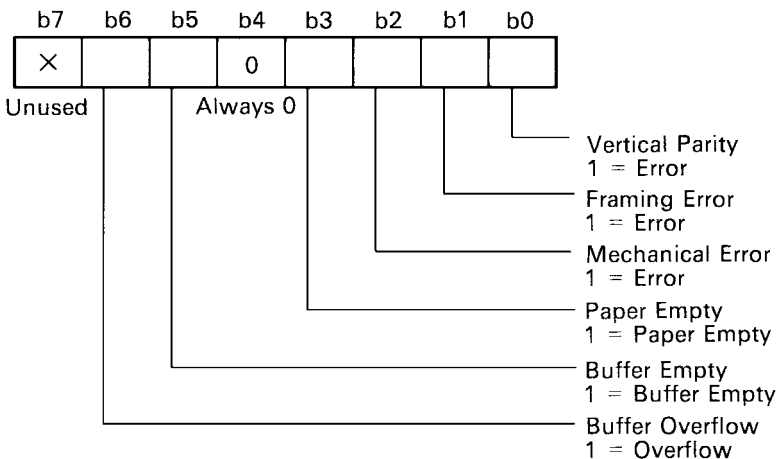 b7 b6 b5 b4 b3 b2 b1 b0
× 0
Unused Always 0
Vertical Parity
1 = Error
Framing Error
1 = Error
Mechanical Error
1 = Error
Paper Empty
1 = Paper Empty
Buffer Empty
1 = Buffer Empty
Buffer Overflow
1 = Overflow